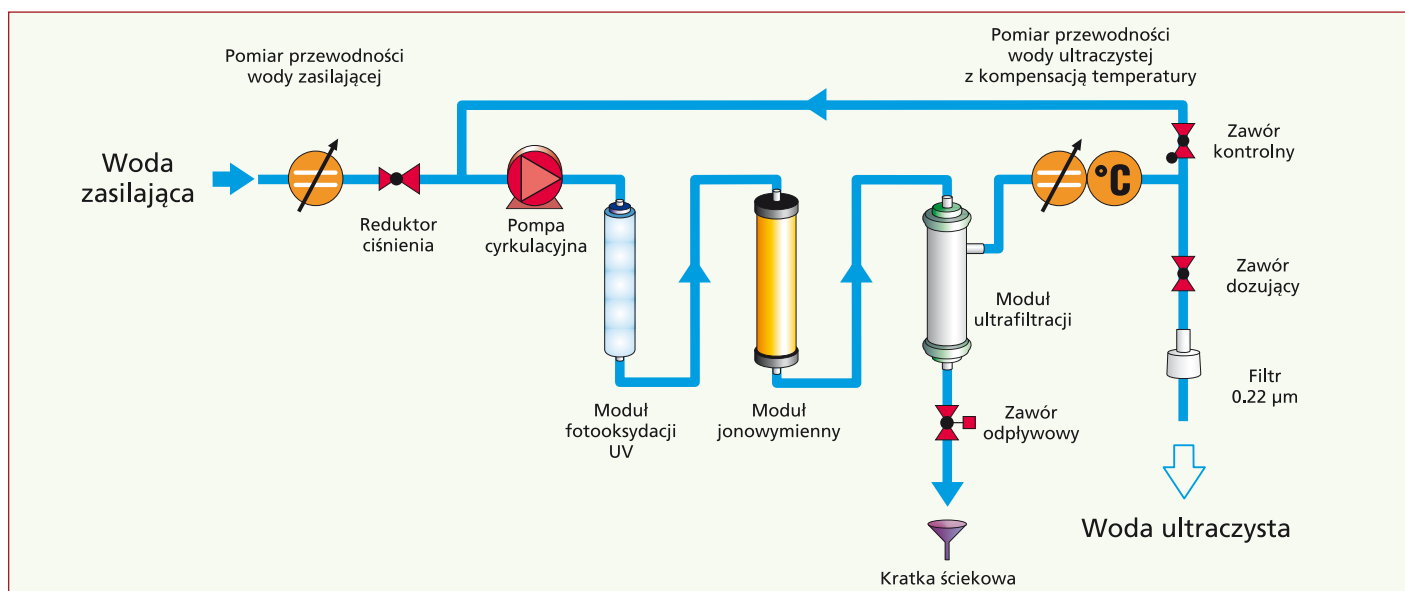 Pomiar przewodności
wody zasilającej
Pomiar przewodności
wody ultraczystej
z kompensacją temperatury
Woda
zasilająca
Reduktor
ciśnienia
Pompa
cyrkulacyjna
°C
Zawór
kontrolny
Moduł
ultrafiltracji
Zawór
dozujący
Filtr
0.22 µm
Moduł
fotooksydacji
UV
Moduł
jonowymienny
Zawór
odpływowy
Woda ultraczysta
Kratka ściekowa